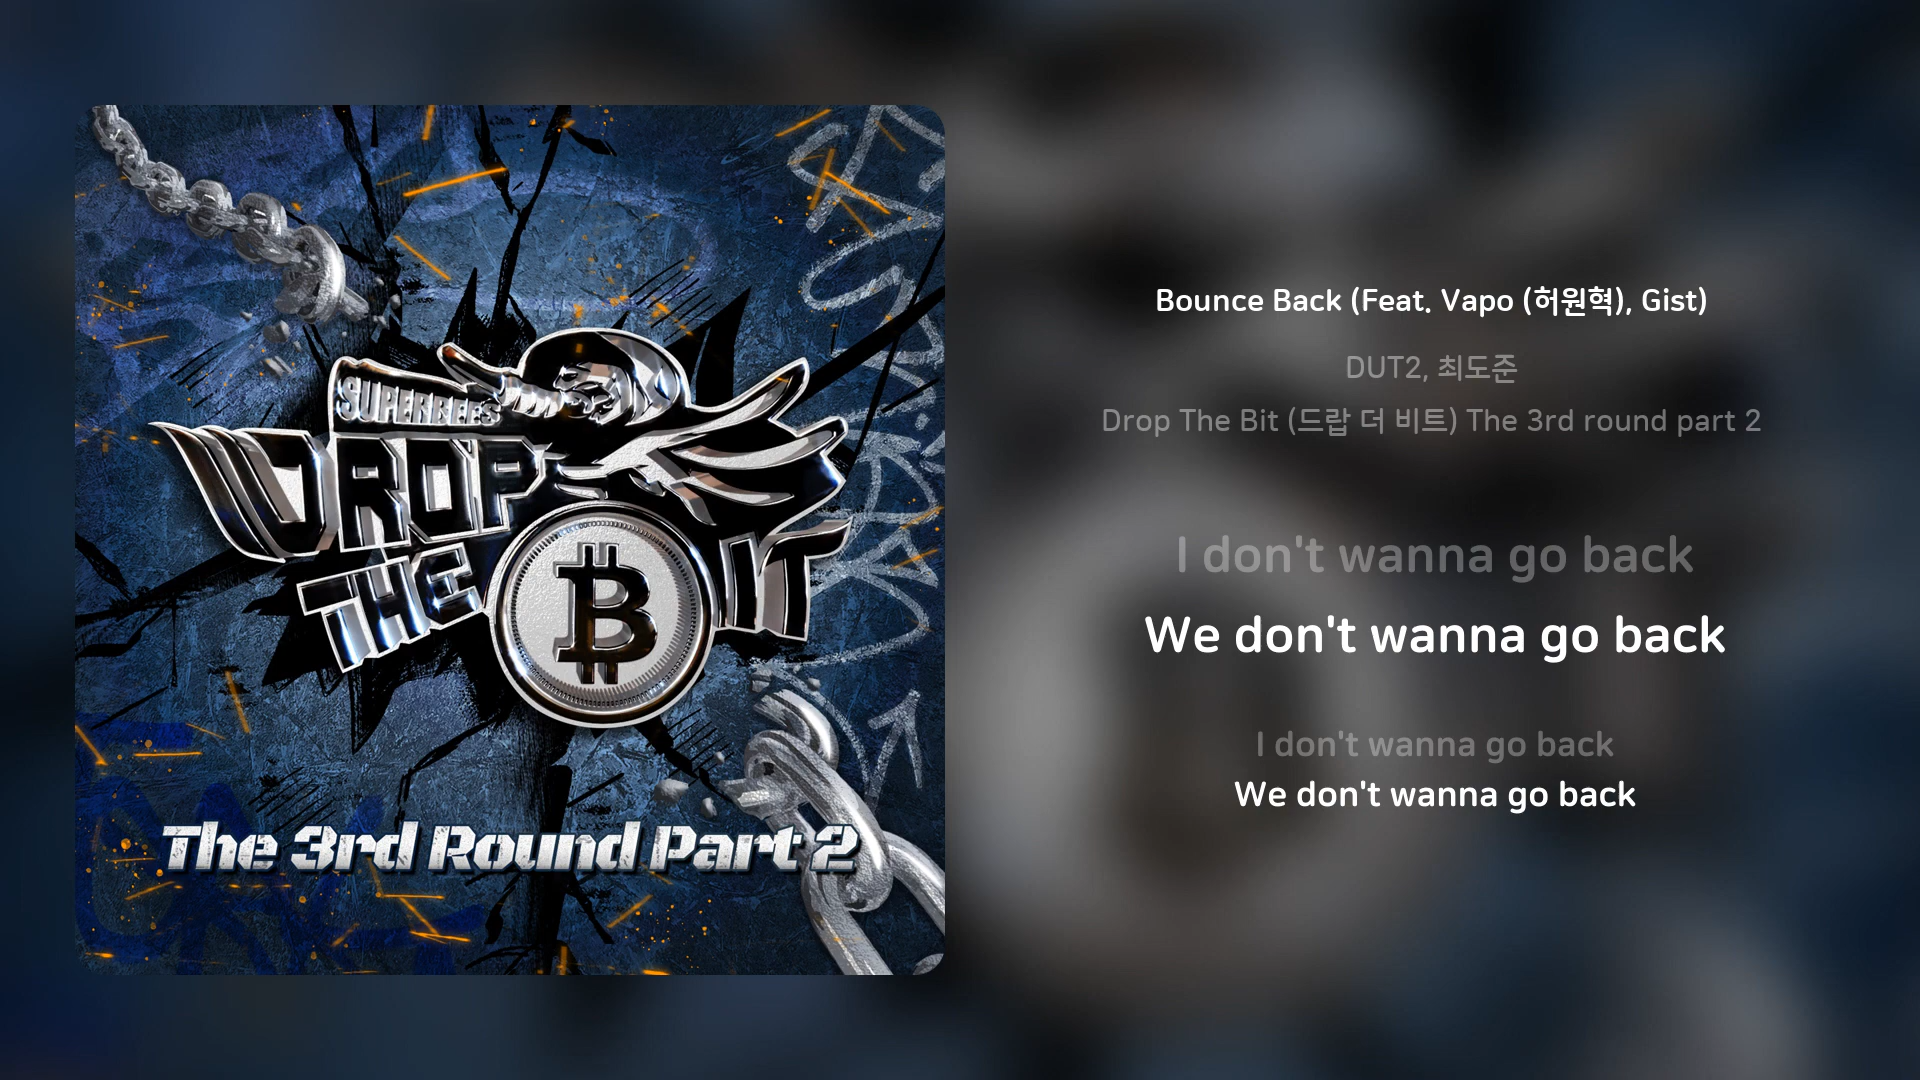 SUPERBEES
DROP
THE BIT
The 3rd Round Part 2
Bounce Back (Feat. Vapo (허원혁), Gist)
DUT2, 최도준
Drop The Bit (드랍 더 비트) The 3rd round part 2
I don't wanna go back
We don't wanna go back
I don't wanna go back
We don't wanna go back